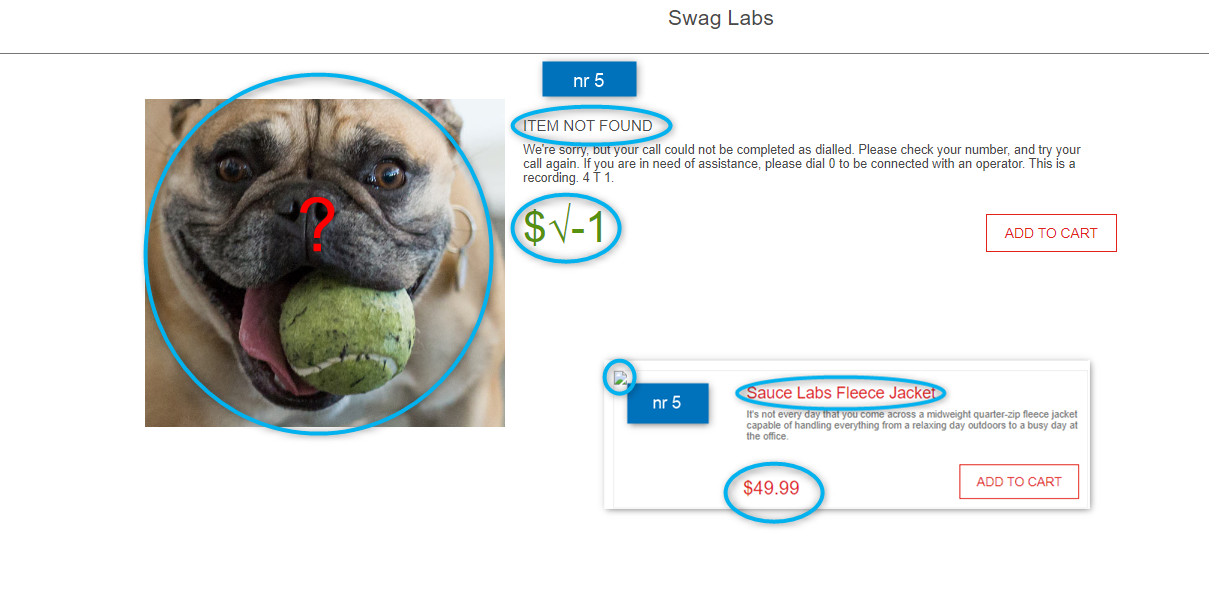 Swag Labs
nr 5
ITEM NOT FOUND
We're sorry, but your call could not be completed as dialled. Please check your number, and try your
call again. If you are in need of assistance, please dial 0 to be connected with an operator. This is a
recording. 4 T 1.
?
$√-1
ADD TO CART
nr 5
Sauce Labs Fleece Jacket
It's not every day that you come across a midweight quarter-zip fleece jacket
capable of handling everything from a relaxing day outdoors to a busy day at
the office.
$49.99
ADD TO CART